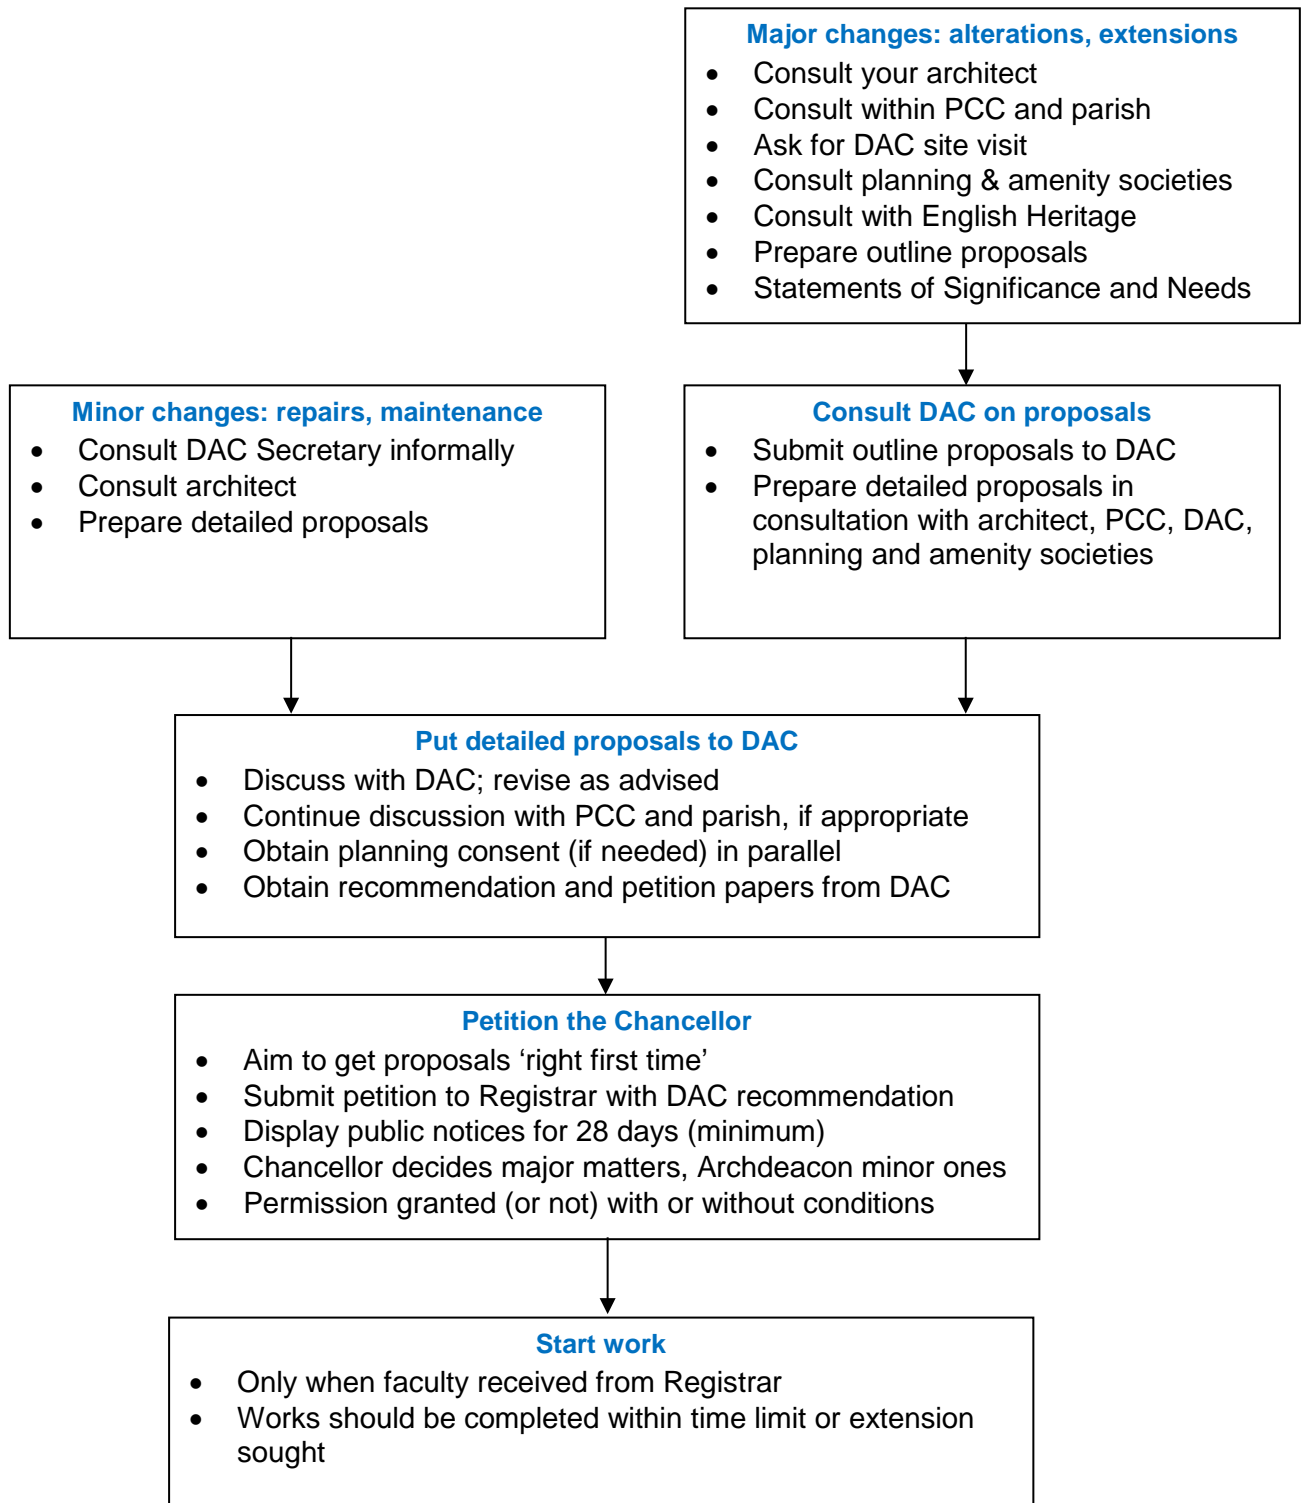 Major changes: alterations, extensions
• Consult your architect
• Consult within PCC and parish
• Ask for DAC site visit
• Consult planning & amenity societies
• Consult with English Heritage
• Prepare outline proposals
• Statements of Significance and Needs
Minor changes: repairs, maintenance
• Consult DAC Secretary informally
• Consult architect
• Prepare detailed proposals
Consult DAC on proposals
• Submit outline proposals to DAC
• Prepare detailed proposals in
consultation with architect, PCC, DAC,
planning and amenity societies
Put detailed proposals to DAC
• Discuss with DAC; revise as advised
• Continue discussion with PCC and parish, if appropriate
• Obtain planning consent (if needed) in parallel
• Obtain recommendation and petition papers from DAC
Petition the Chancellor
• Aim to get proposals ‘right first time’
• Submit petition to Registrar with DAC recommendation
• Display public notices for 28 days (minimum)
• Chancellor decides major matters, Archdeacon minor ones
• Permission granted (or not) with or without conditions
Start work
• Only when faculty received from Registrar
• Works should be completed within time limit or extension
sought